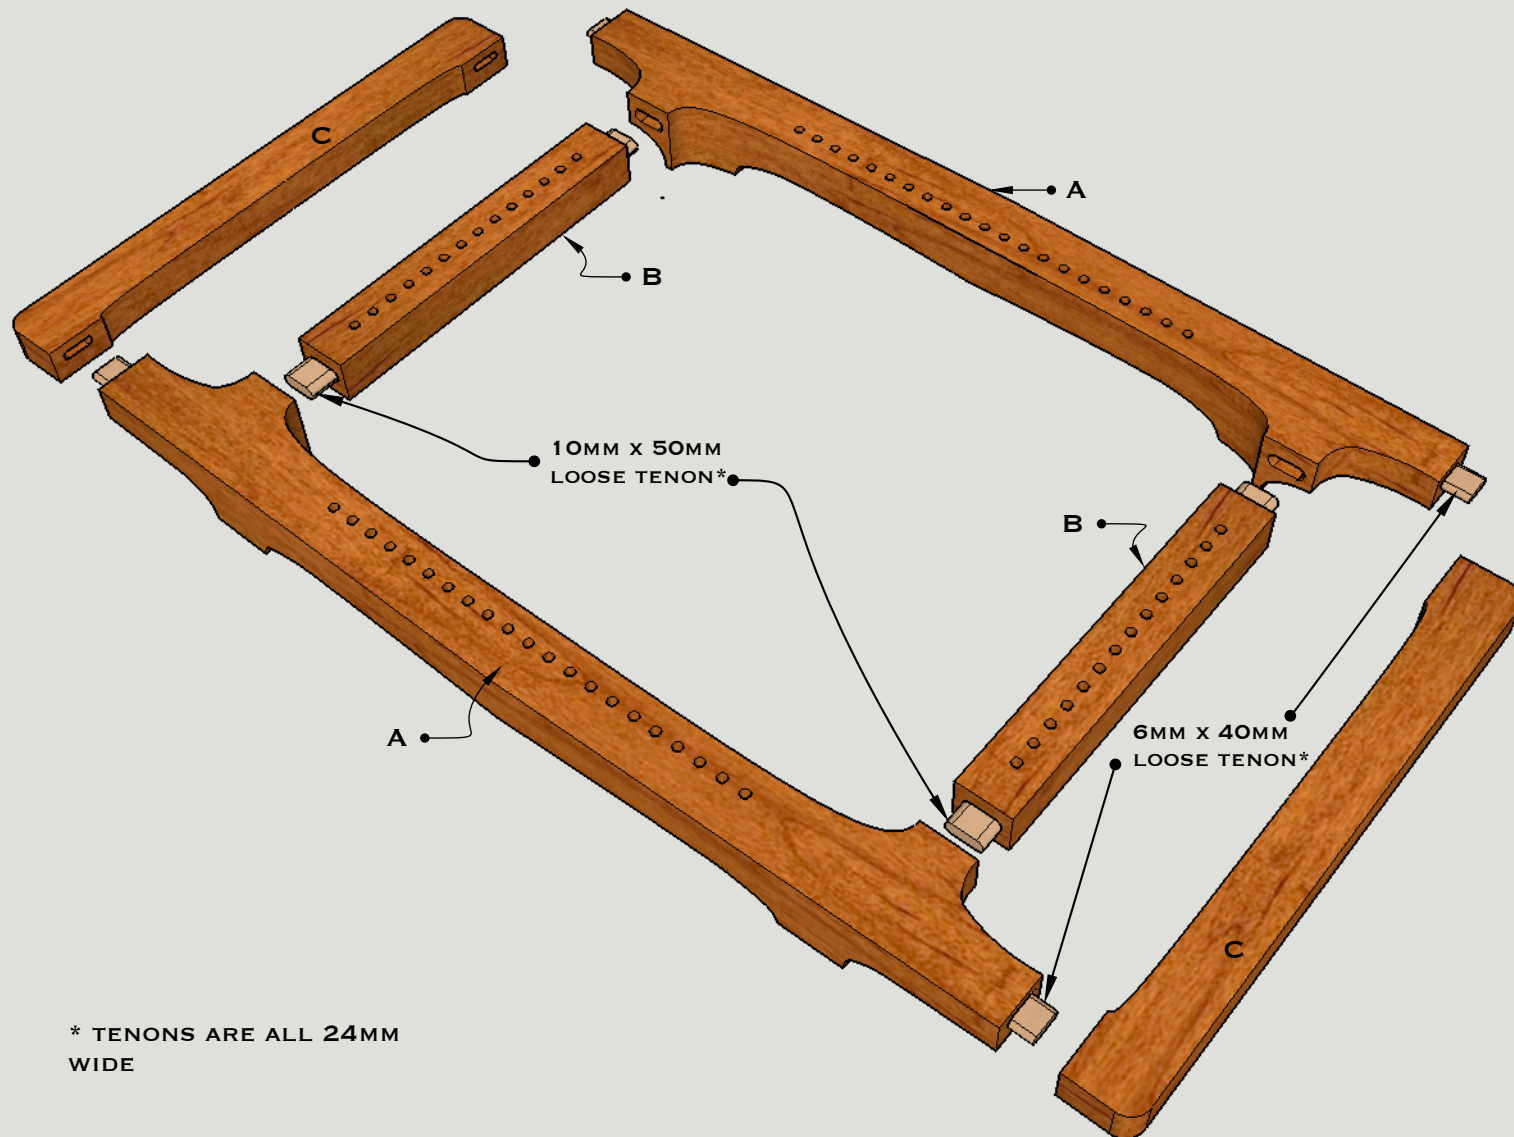 C
A
B
10MM X 50MM
LOOSE TENON*
B
A
6MM X 40MM
LOOSE TENON*
C
* TENONS ARE ALL 24MM
WIDE